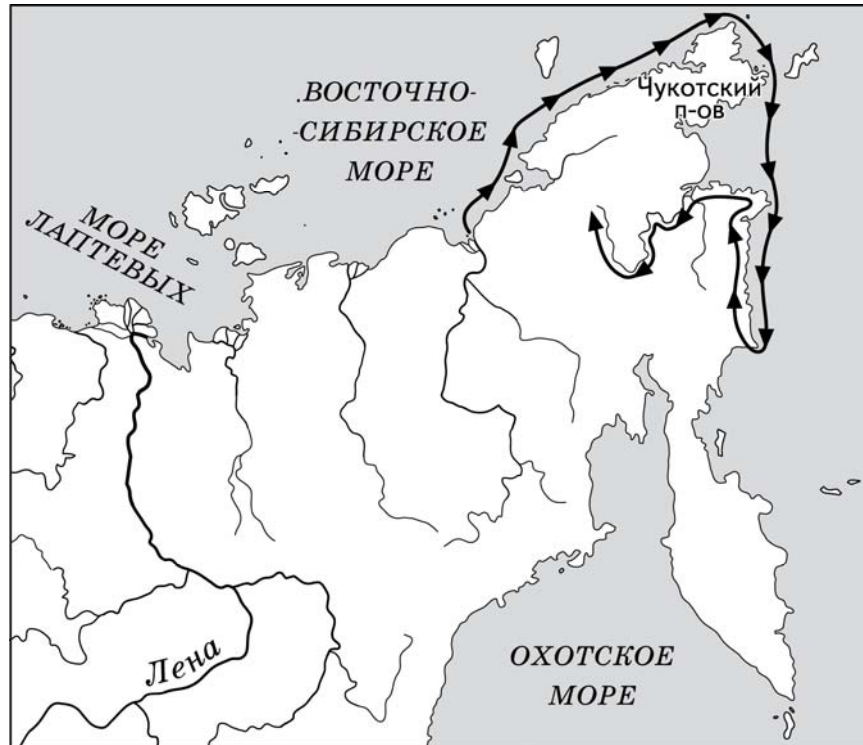 Чукотский
п-ов
ВОСТОЧНО-
-СИБИРСКОЕ
МОРЕ
МОРЕ
ЛАПТЕВЫХ
Лена
ОХОТСКОЕ
МОРЕ